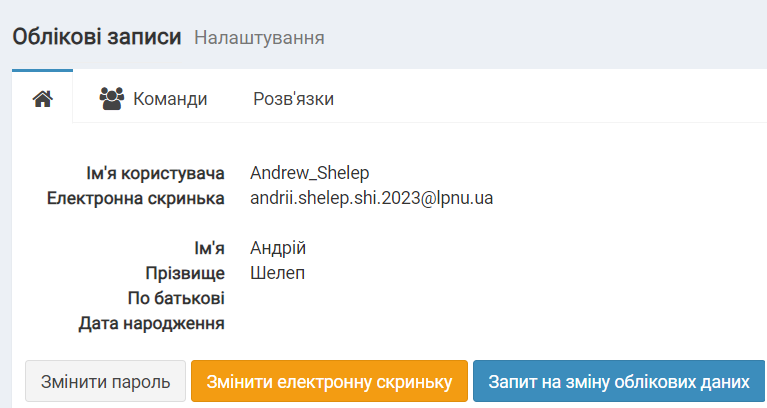 Облікові записи Налаштування
Команди Розв'язки
Ім'я користувача Andrew_Shelep
Електронна скринька andrii.shelep.shi.2023@lpnu.ua
Ім'я Андрій
Прізвище Шелеп
По батькові
Дата народження
Змінити пароль Змінити електронну скриньку Запит на зміну облікових даних